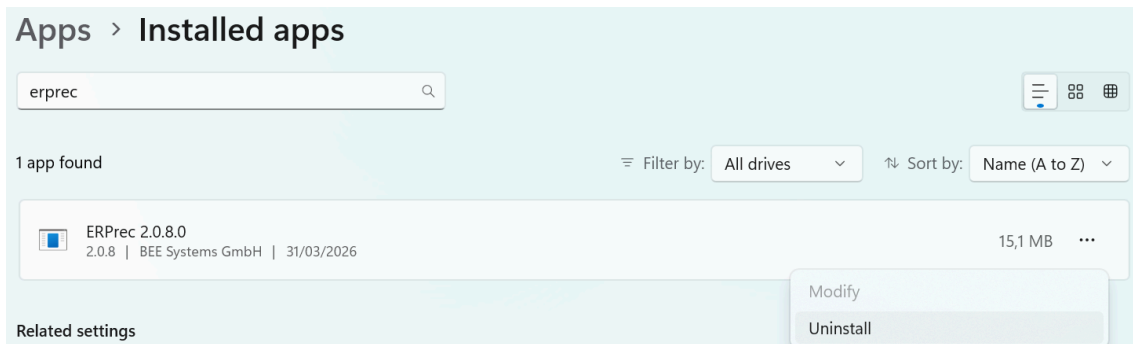 Apps > Installed apps
erprec
1 app found
Filter by: All drives
Sort by: Name (A to Z)
ERPrec 2.0.8.0
2.0.8 | BEE Systems GmbH | 31/03/2026
15,1 MB
Modify
Uninstall
Related settings